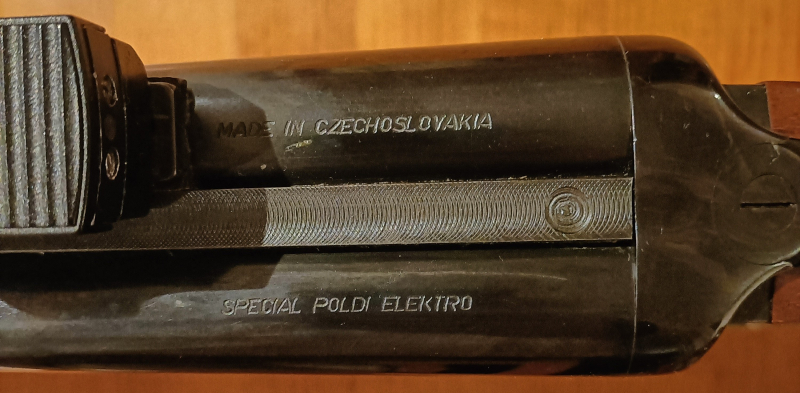 MADE IN CZECHOSLOVAKIA
SPECIAL POLDI ELEKTRO